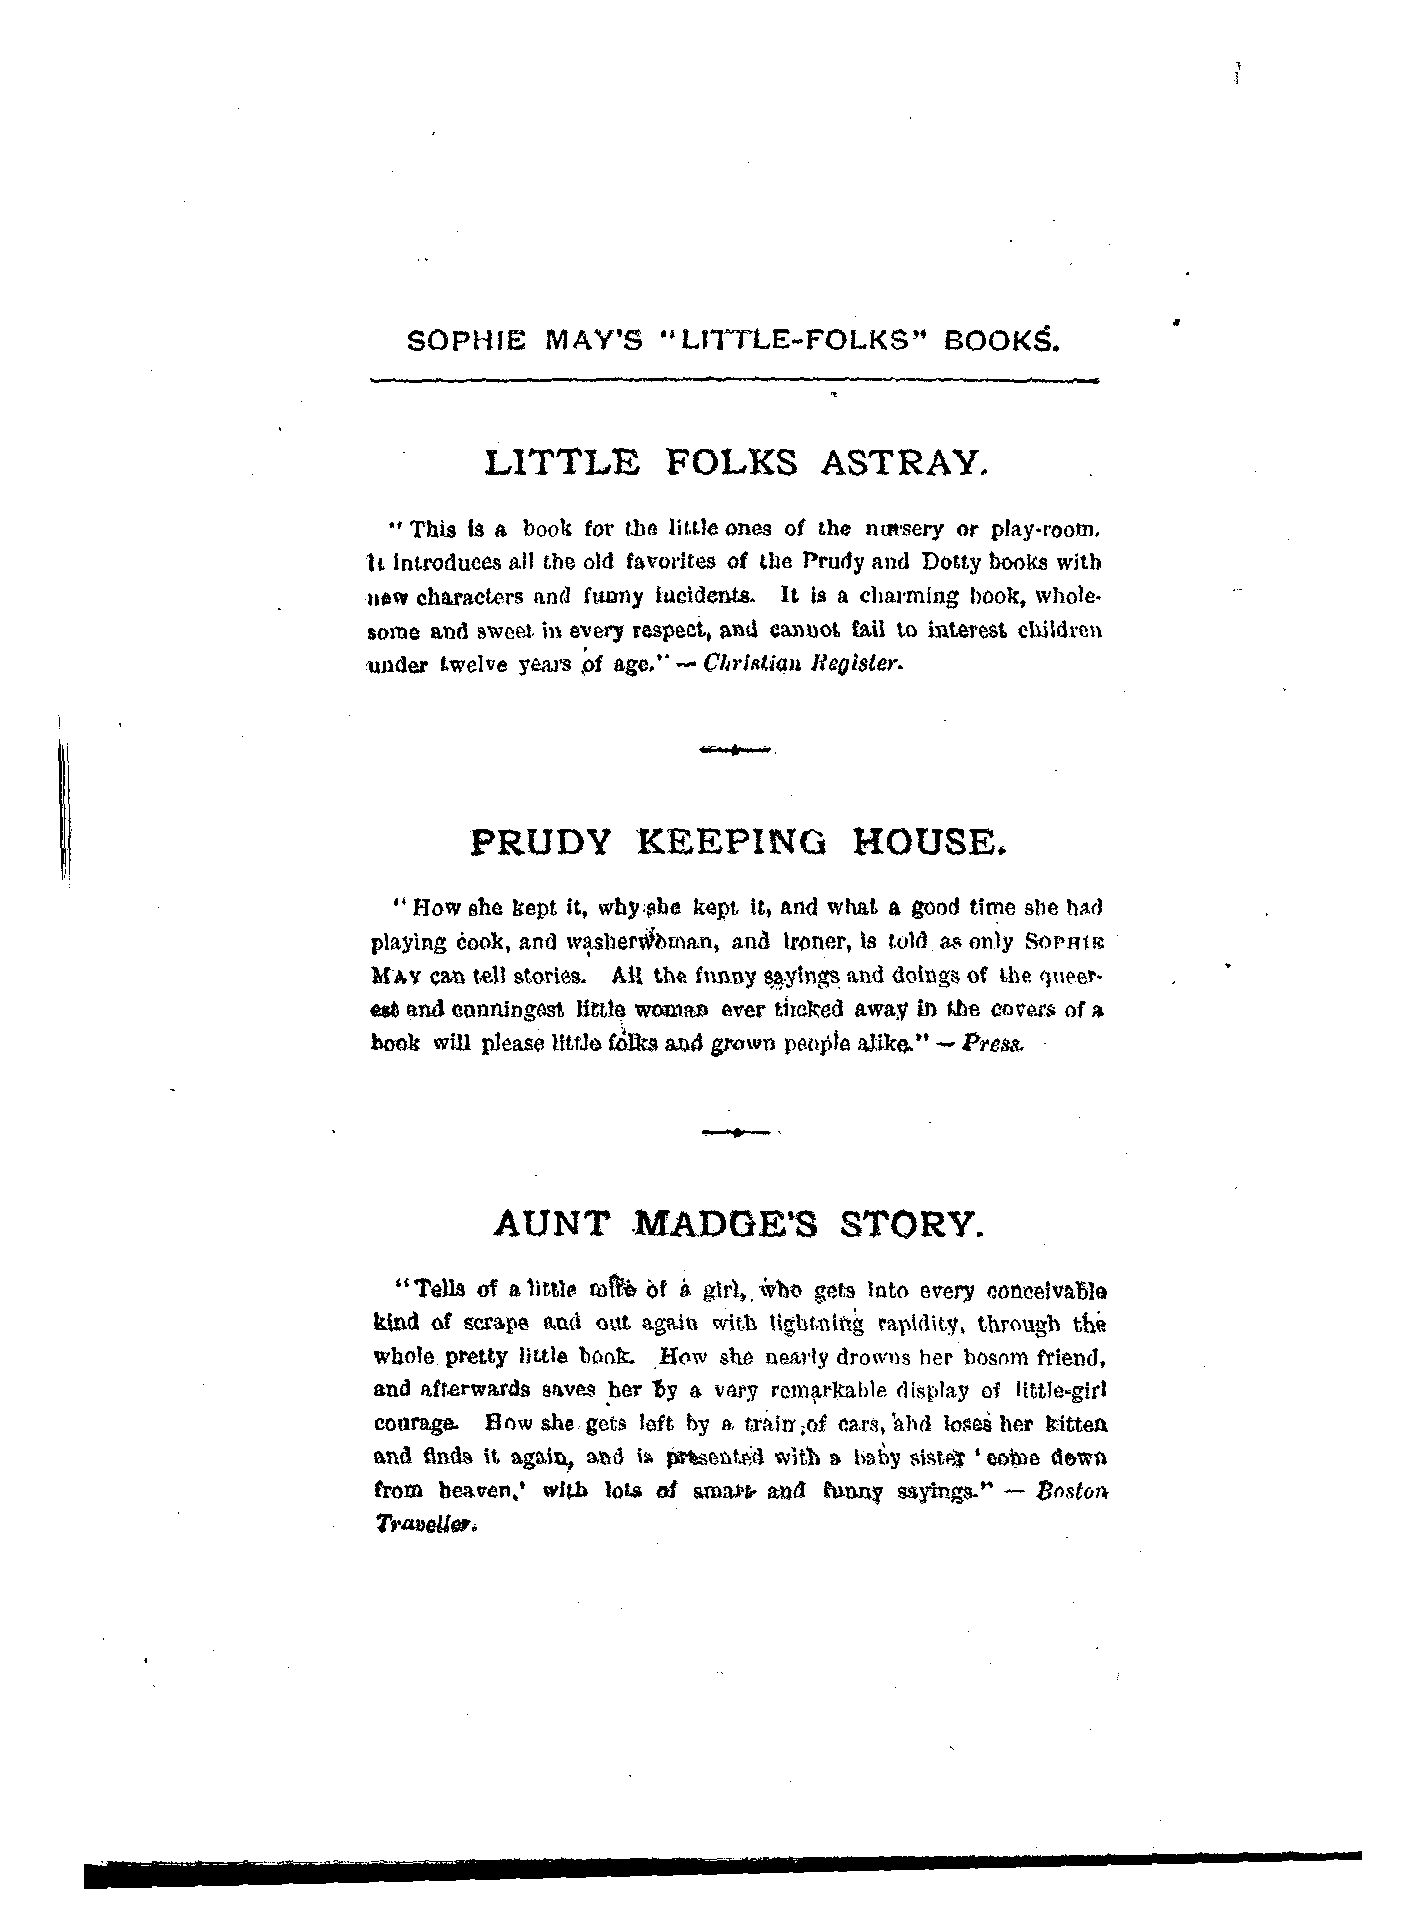 SOPHIE MAY'S "LITTLE-FOLKS" BOOKS.
LITTLE FOLKS ASTRAY.
"This is a book for the little ones of the nursery or play-room.
It introduces all the old favorites of the Prudy and Dotty books with
new characters and funny incidents. It is a charming book, whole-
some and sweet in every respect, and cannot fail to interest children
under twelve years of age." — Christian Register.
PRUDY KEEPING HOUSE.
"How she kept it, why she kept it, and what a good time she had
playing cook, and washerwoman, and ironer, is told as only SOPHIE
MAY can tell stories. All the funny sayings and doings of the queer-
est and cunningest little woman ever tucked away in the covers of a
book will please little folks and grown people alike." — Press.
AUNT MADGE'S STORY.
"Tells of a little mite of a girl, who gets into every conceivable
kind of scrape and out again with lightning rapidity, through the
whole pretty little book. How she nearly drowns her bosom friend,
and afterwards saves her by a very remarkable display of little-girl
courage. How she gets left by a train of cars, and loses her kitten
and finds it again, and is presented with a baby sister 'come down
from heaven,' with lots of smart and funny sayings." — Boston
Traveller.